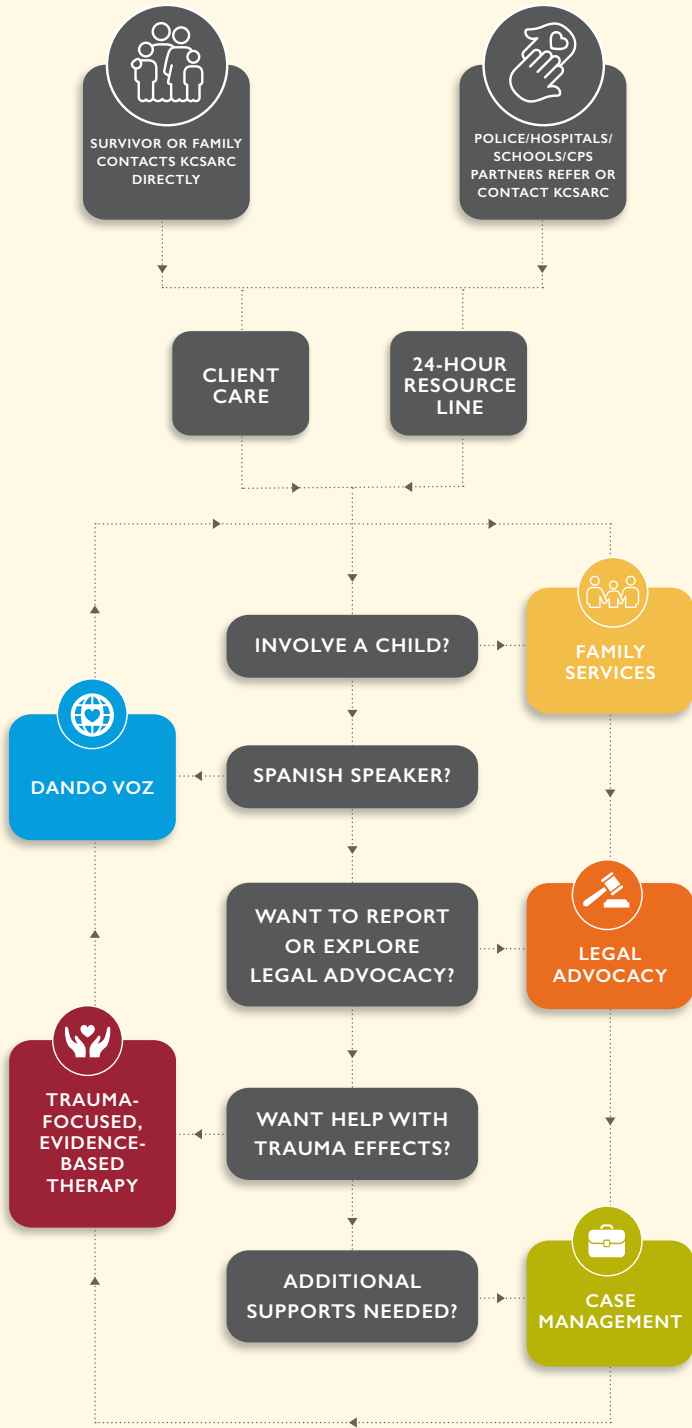 SURVIVOR OR FAMILY
CONTACTS KCSARC
DIRECTLY
POLICE/HOSPITALS/
SCHOOLS/CPS
PARTNERS REFER OR
CONTACT KCSARC
CLIENT
CARE
24-HOUR
RESOURCE
LINE
INVOLVE A CHILD?
FAMILY
SERVICES
SPANISH SPEAKER?
DANDO VOZ
WANT TO REPORT
OR EXPLORE
LEGAL ADVOCACY?
LEGAL
ADVOCACY
WANT HELP WITH
TRAUMA EFFECTS?
TRAUMA-
FOCUSED,
EVIDENCE-
BASED
THERAPY
ADDITIONAL
SUPPORTS NEEDED?
CASE
MANAGEMENT